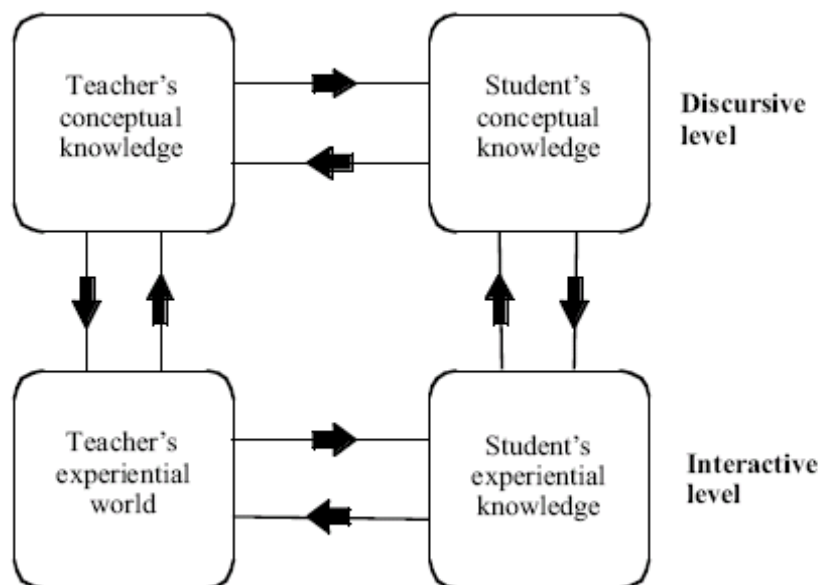 Teacher's
conceptual
knowledge
Student's
conceptual
knowledge
Discursive
level
Teacher's
experiential
world
Student's
experiential
knowledge
Interactive
level